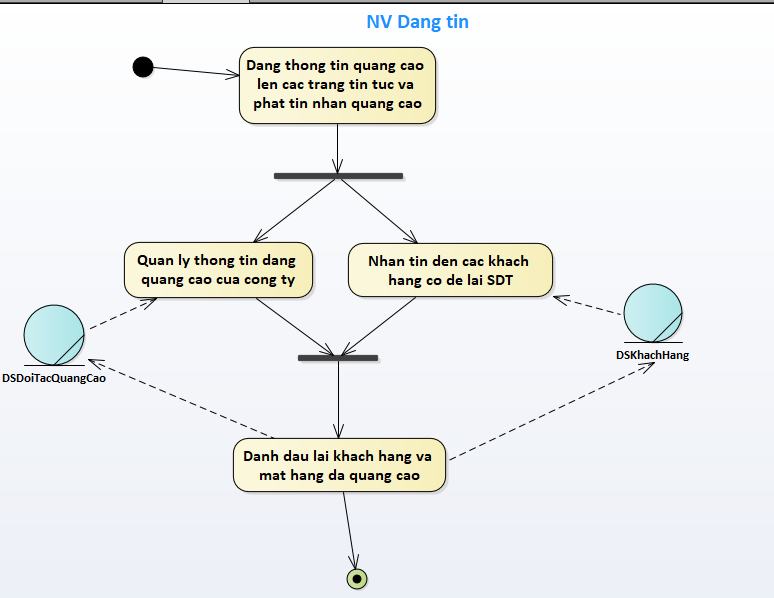 NV Dang tin
Dang thong tin quang cao
len cac trang tin tuc va
phat tin nhan quang cao
Quan ly thong tin dang
quang cao cua cong ty
Nhan tin den cac khach
hang co de lai SDT
DSDoiTacQuangCao
DSKhachHang
Danh dau lai khach hang va
mat hang da quang cao